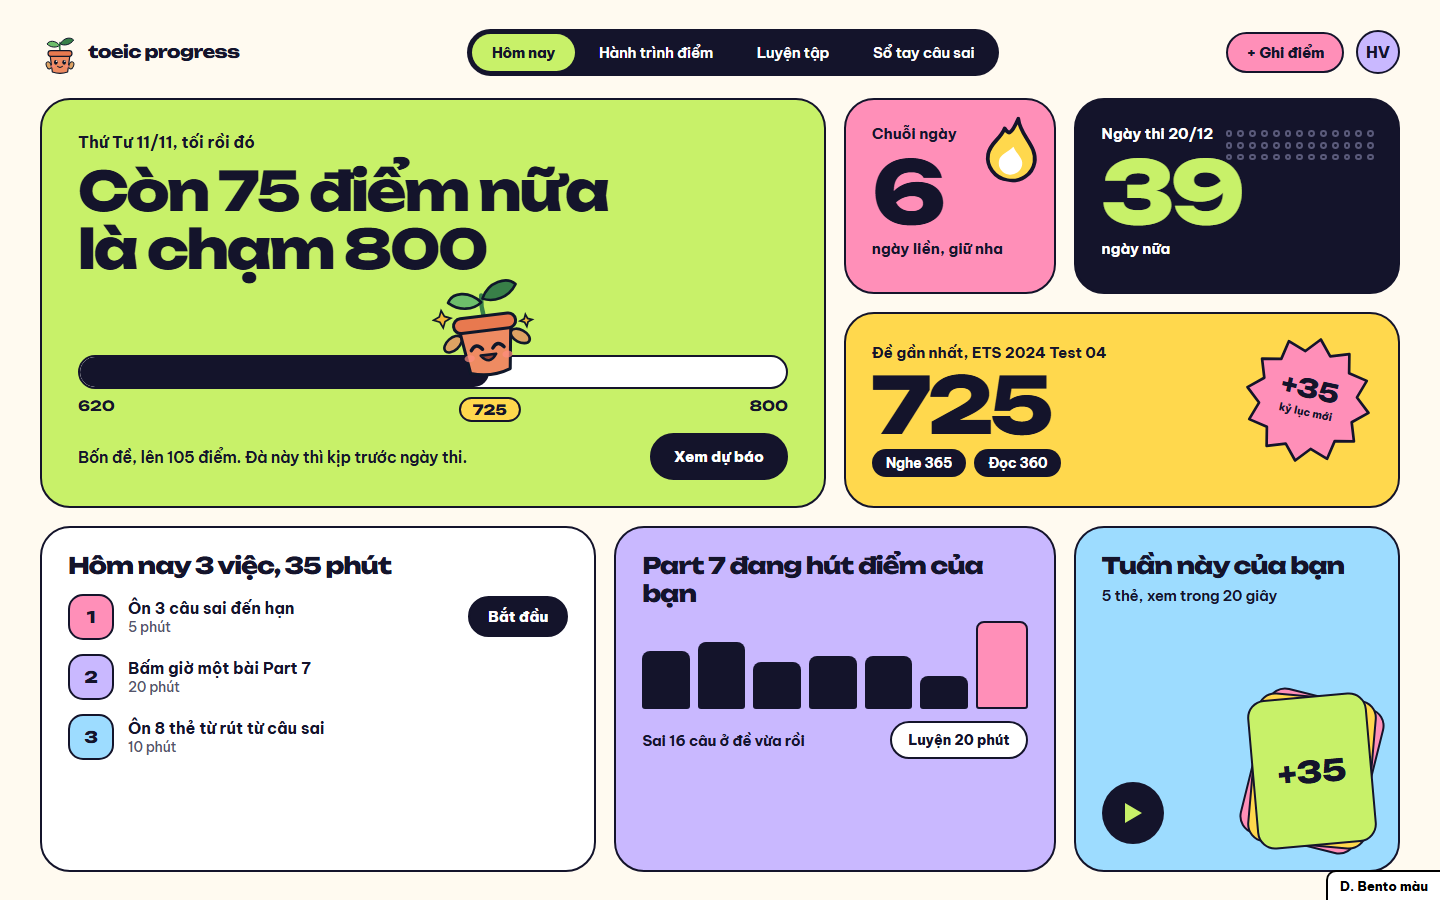 toeic progress
Hôm nay
Hành trình điểm
Luyện tập
Sổ tay câu sai
+ Ghi điểm
HV
Thứ Tư 11/11, tối rồi đó
Còn 75 điểm nữa
là chạm 800
620
725
800
Bốn đề, lên 105 điểm. Đà này thì kịp trước ngày thi.
Xem dự báo
Chuỗi ngày
6
ngày liền, giữ nha
Ngày thi 20/12
39
ngày nữa
Đề gần nhất, ETS 2024 Test 04
725
Nghe 365
Đọc 360
+35
kỷ lục mới
Hôm nay 3 việc, 35 phút
1
Ôn 3 câu sai đến hạn
5 phút
Bắt đầu
2
Bấm giờ một bài Part 7
20 phút
3
Ôn 8 thẻ từ rút từ câu sai
10 phút
Part 7 đang hút điểm của
bạn
Sai 16 câu ở đề vừa rồi
Luyện 20 phút
Tuần này của bạn
5 thẻ, xem trong 20 giây
+35
D. Bento màu